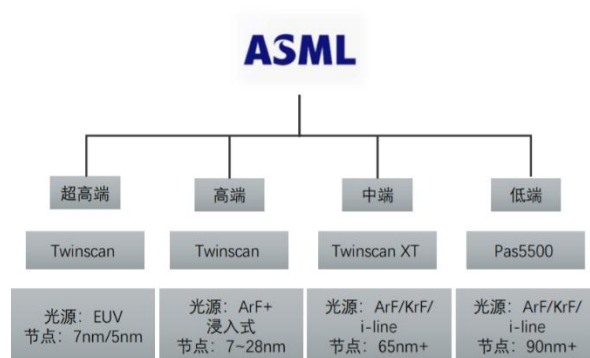 ASML
超高端
高端
中端
低端
Twinscan
Twinscan
Twinscan XT
Pas5500
光源：EUV
节点：7nm/5nm
光源：ArF+
浸入式
节点：7~28nm
光源：ArF/KrF/
i-line
节点：65nm+
光源：ArF/KrF/
i-line
节点：90nm+